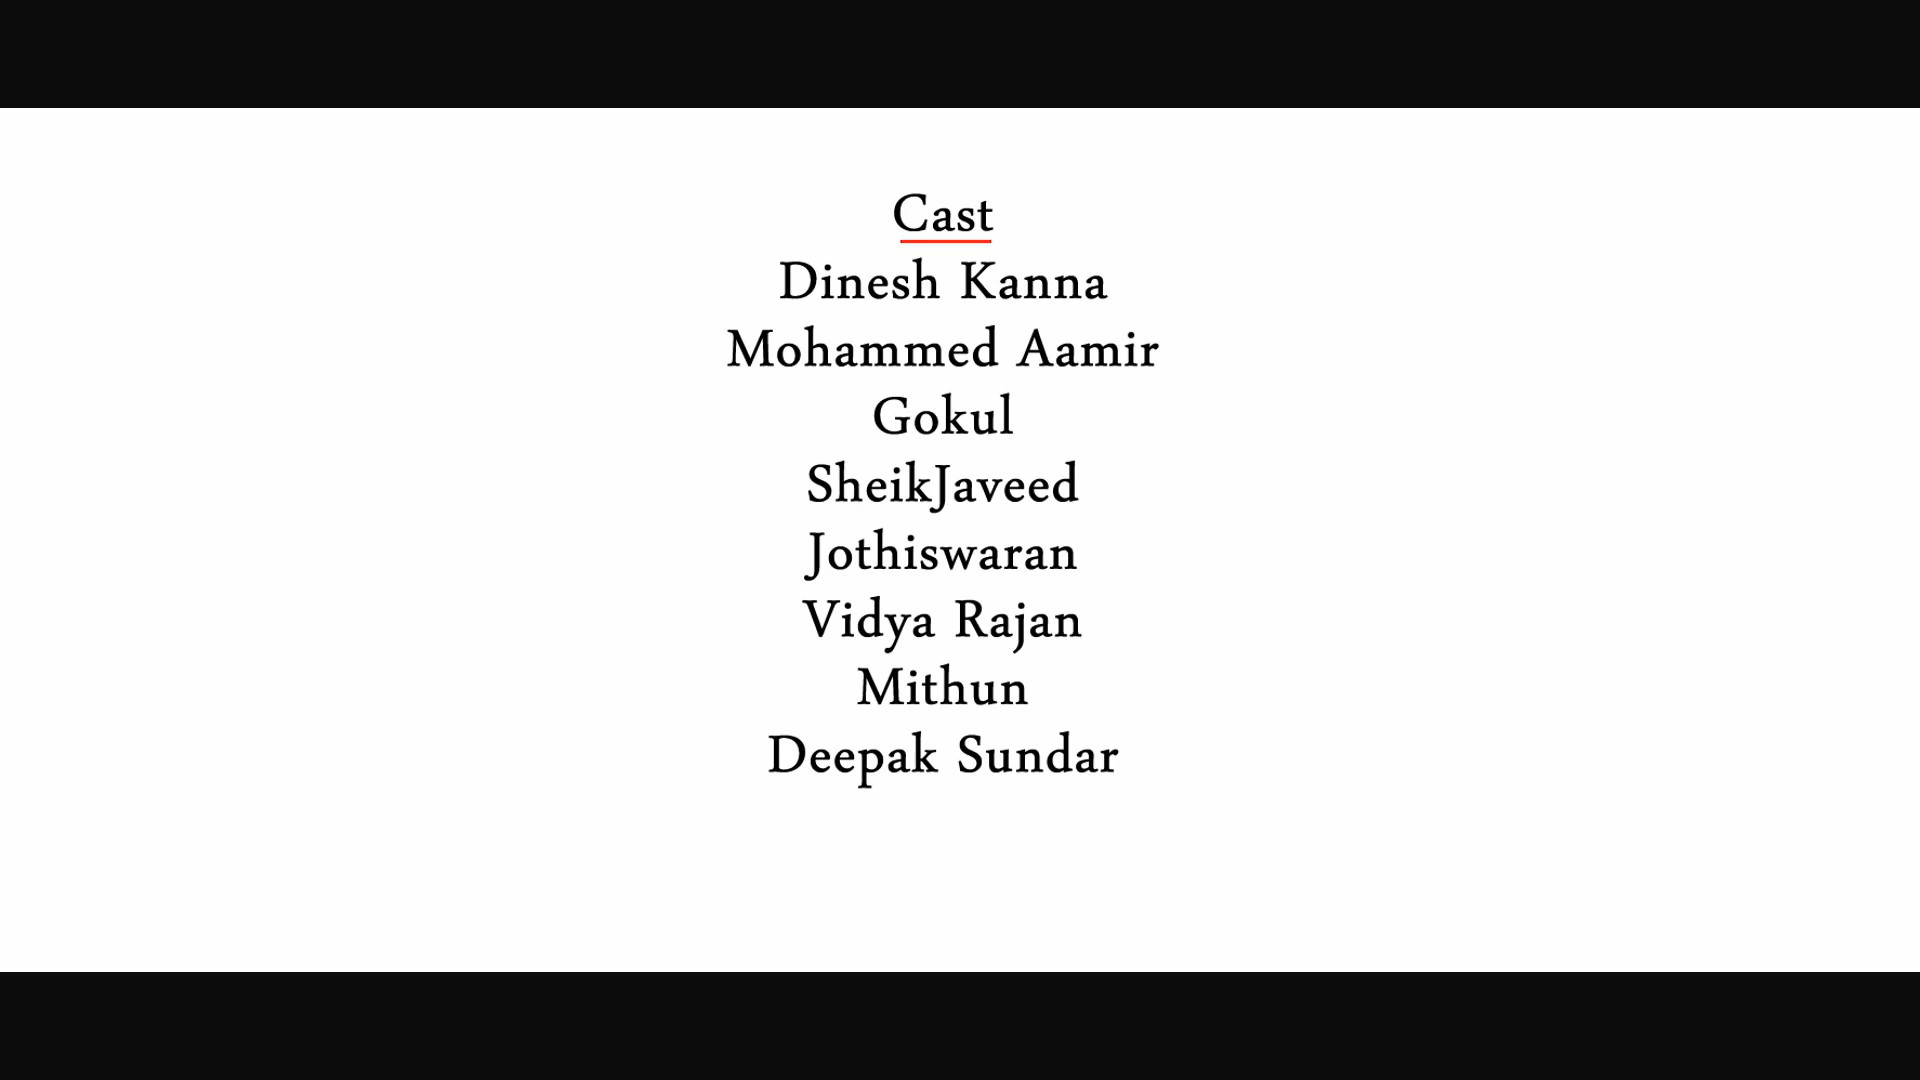 Cast
Dinesh Kanna
Mohammed Aamir
Gokul
SheikJaveed
Jothiswaran
Vidya Rajan
Mithun
Deepak Sundar